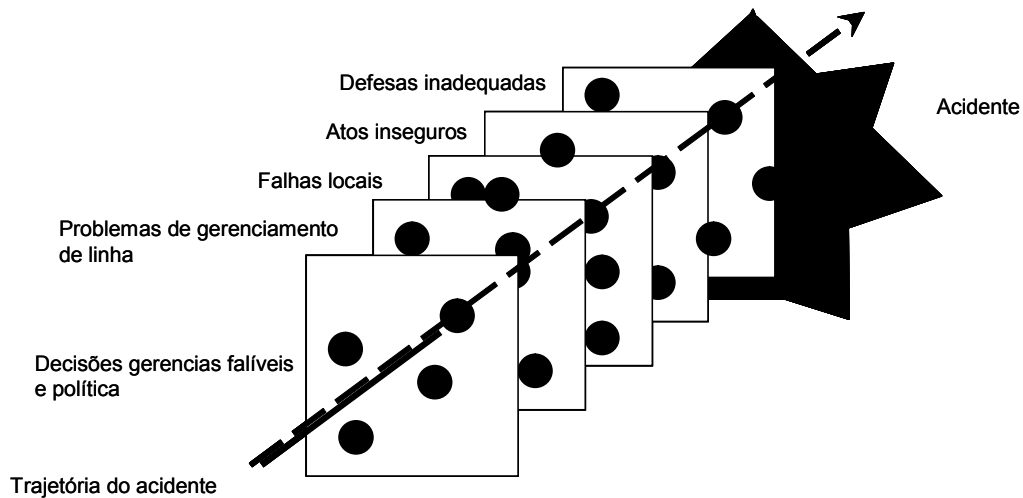 Defesas inadequadas
Acidente
Atos inseguros
Falhas locais
Problemas de gerenciamento
de linha
Decisões gerencias falíveis
e política
Trajetória do acidente